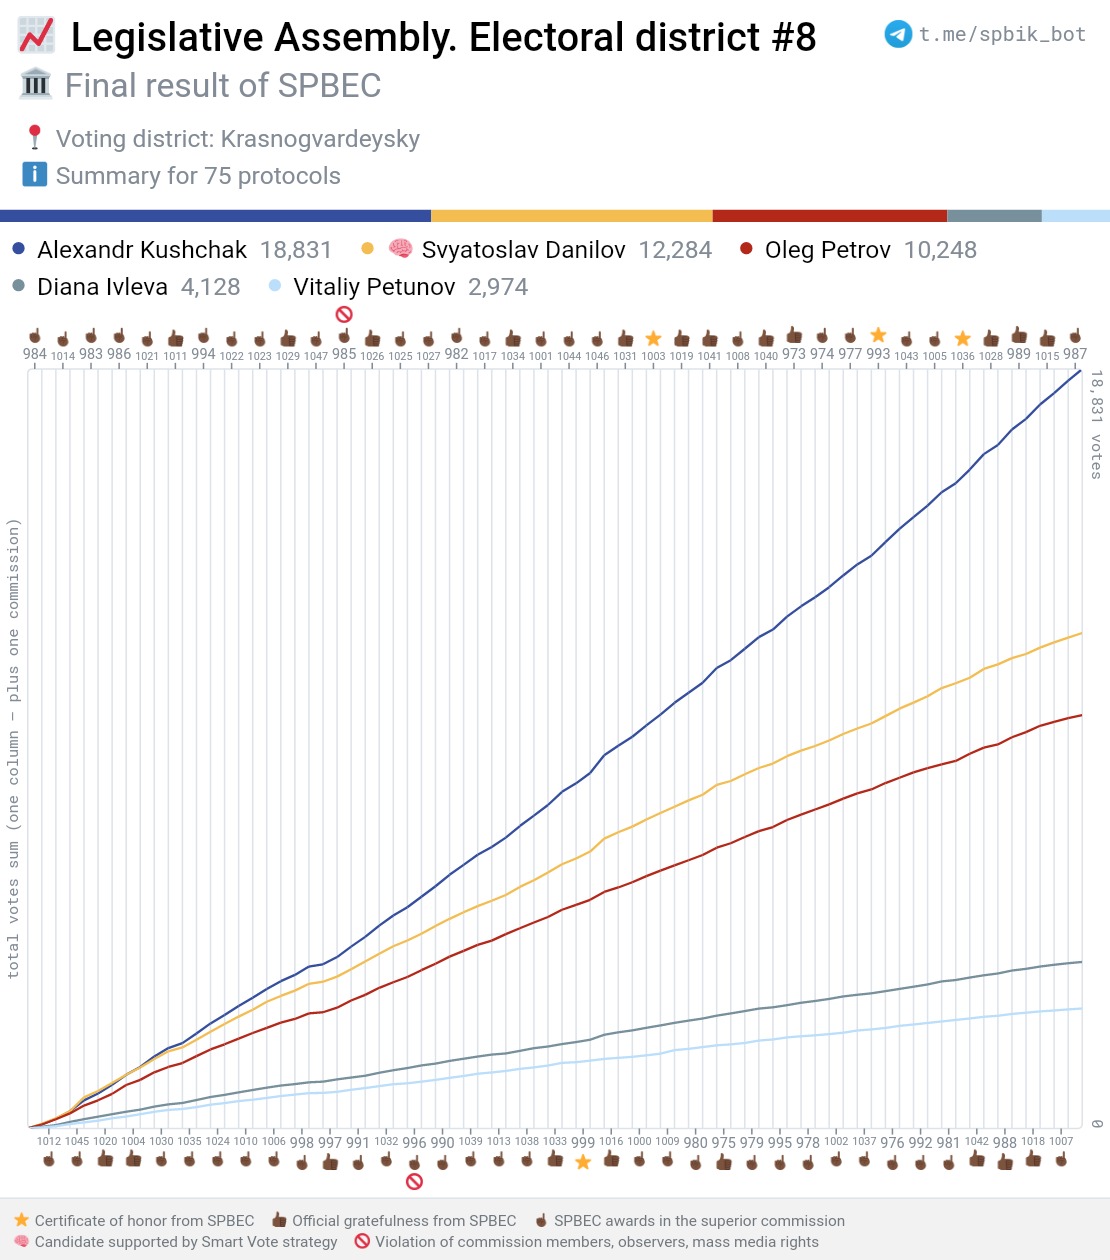 Legislative Assembly. Electoral district #8
t.me/spbik_bot
Final result of SPBEC
Voting district: Krasnogvardeysky
Summary for 75 protocols
Alexandr Kushchak 18,831 Svyatoslav Danilov 12,284 Oleg Petrov 10,248
Diana Ivleva 4,128 Vitaliy Petunov 2,974
984 1014 983 986 1021 1011 994 1022 1023 1029 1047 985 1026 1025 1027 982 1017 1034 1001 1044 1046 1031 1003 1019 1041 1008 1040 973 974 977 993 1043 1005 1036 1028 989 1015 987
18,831 votes
total votes sum (one column – plus one commission)
0
1012 1045 1020 1004 1030 1035 1024 1010 1006 998 997 991 1032 996 990 1039 1013 1038 1033 999 1016 1000 1009 980 975 979 995 978 1002 1037 976 992 981 1042 988 1018 1007
Certificate of honor from SPBEC Official gratefulness from SPBEC SPBEC awards in the superior commission
Candidate supported by Smart Vote strategy Violation of commission members, observers, mass media rights